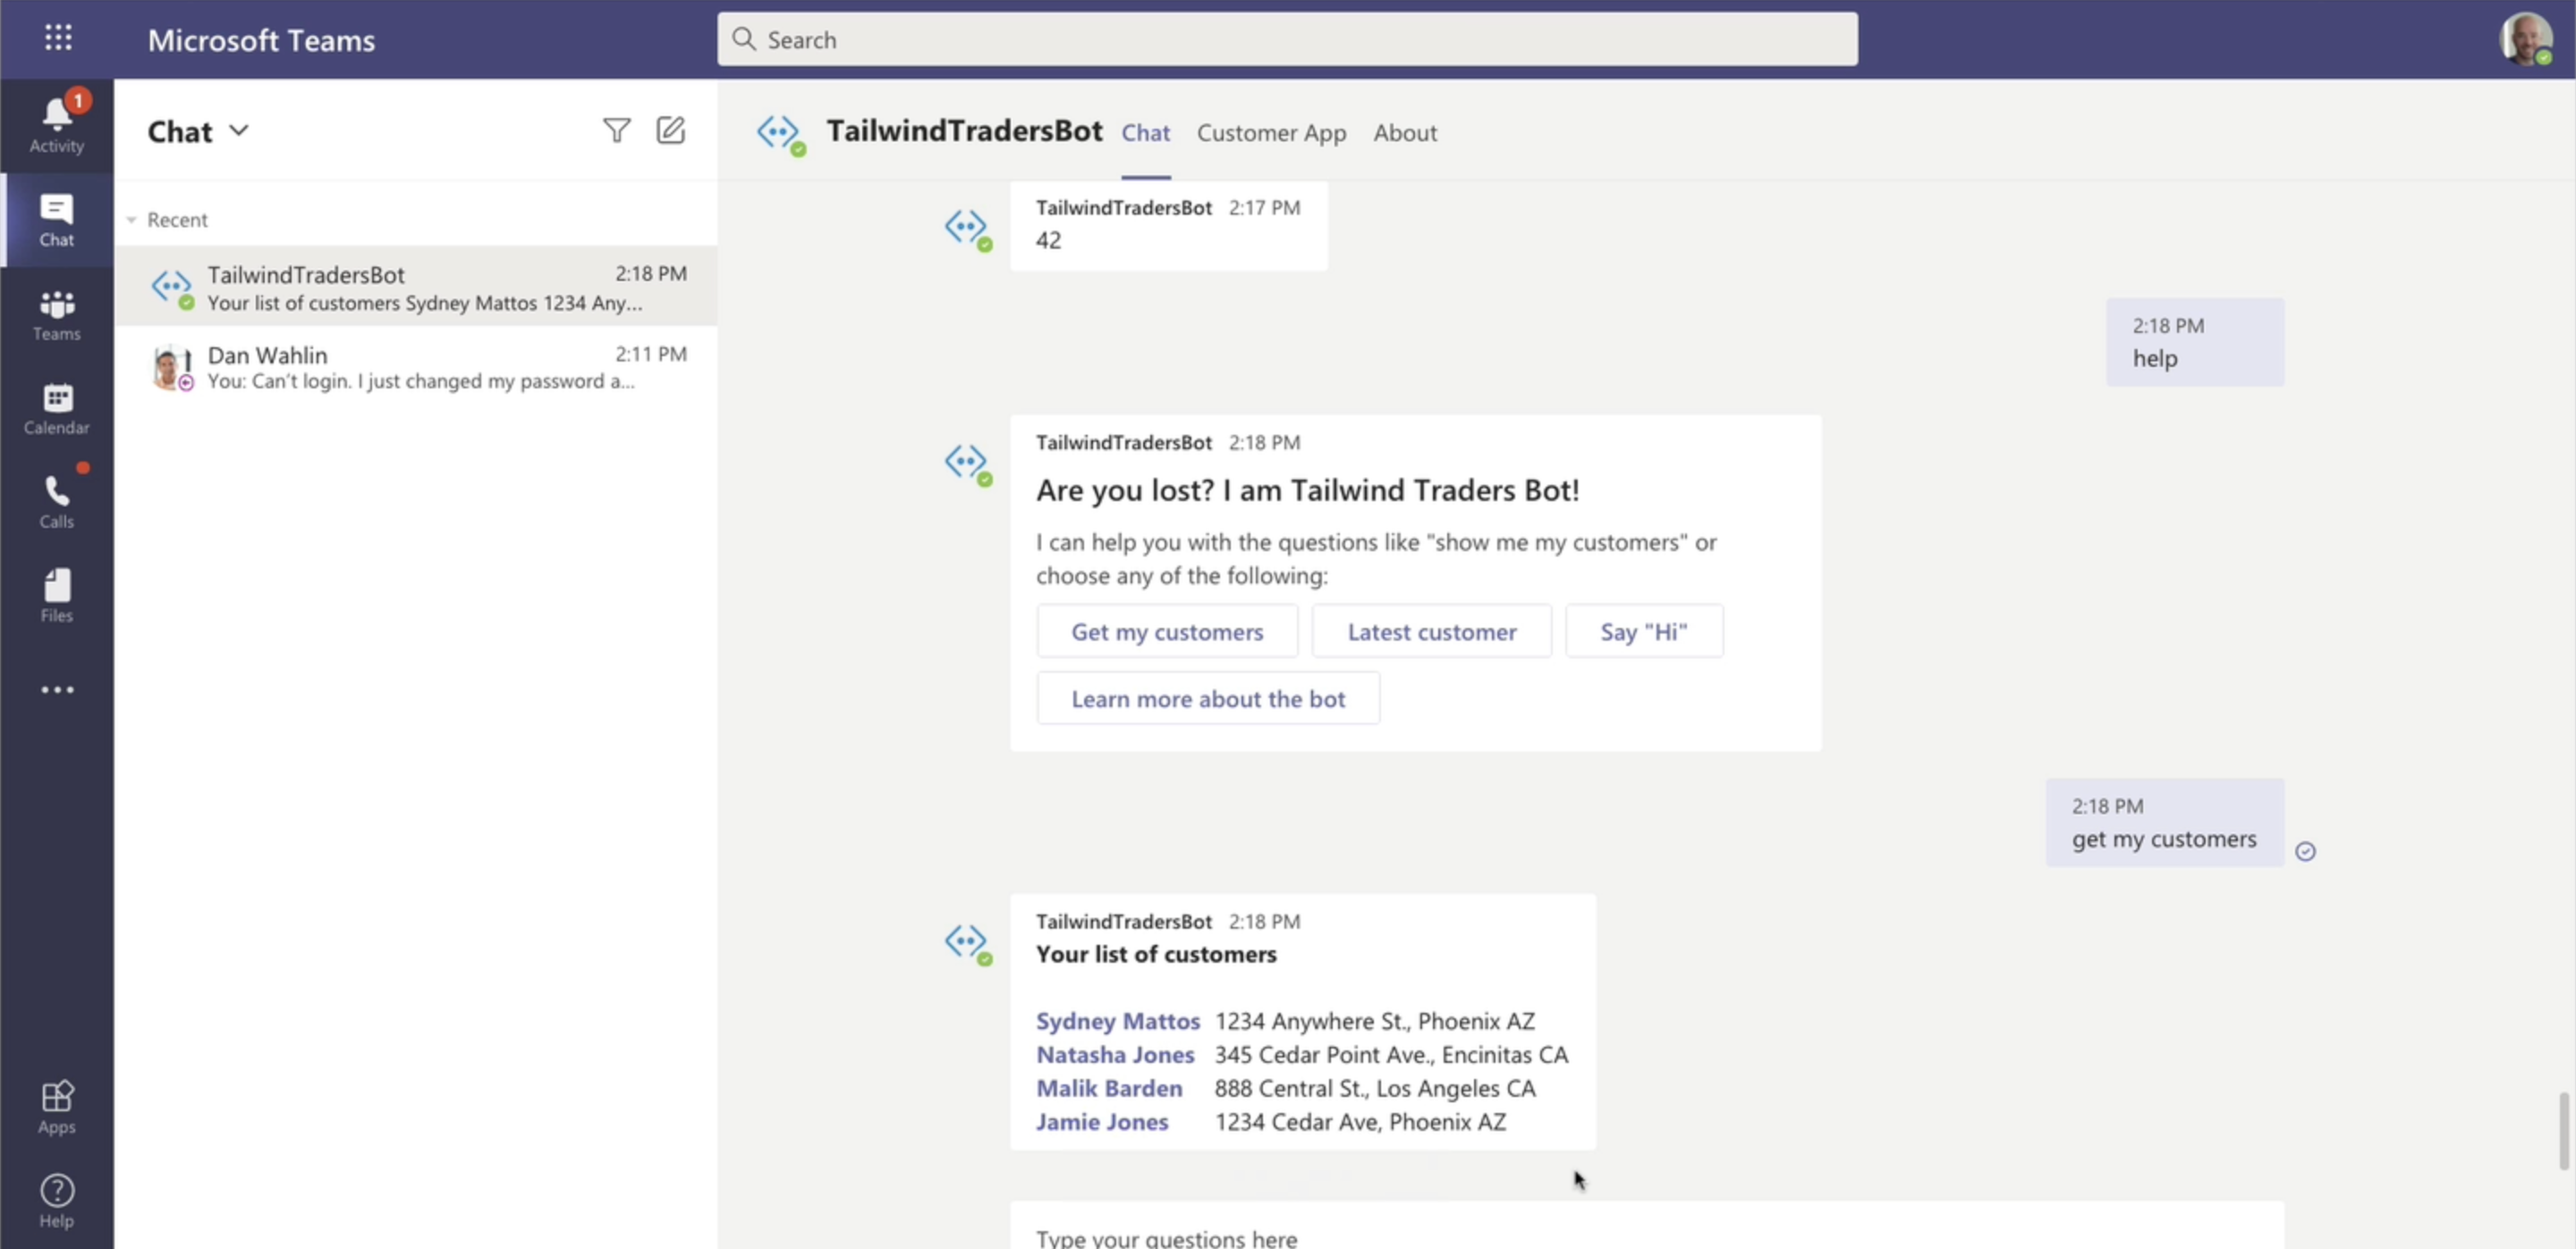 Microsoft Teams
Search
1
Activity
Chat
Teams
Calendar
Calls
Files
Apps
Help
Chat
Recent
TailwindTradersBot 2:18 PM
Your list of customers Sydney Mattos 1234 Any...
Dan Wahlin 2:11 PM
You: Can't login. I just changed my password a...
TailwindTradersBot Chat Customer App About
TailwindTradersBot 2:17 PM
42
2:18 PM
help
TailwindTradersBot 2:18 PM
Are you lost? I am Tailwind Traders Bot!
I can help you with the questions like "show me my customers" or
choose any of the following:
Get my customers Latest customer Say "Hi"
Learn more about the bot
2:18 PM
get my customers
TailwindTradersBot 2:18 PM
Your list of customers
Sydney Mattos 1234 Anywhere St., Phoenix AZ
Natasha Jones 345 Cedar Point Ave., Encinitas CA
Malik Barden 888 Central St., Los Angeles CA
Jamie Jones 1234 Cedar Ave, Phoenix AZ
Type your questions here